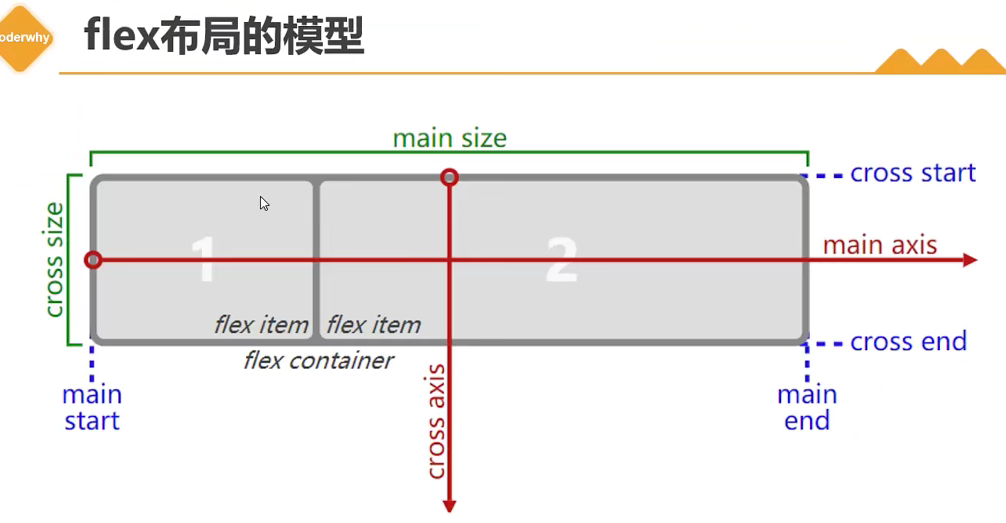 oderwhy
flex布局的模型
main size
cross start
cross size
1
2
main axis
flex item
flex item
cross end
flex container
main
start
cross axis
main
end